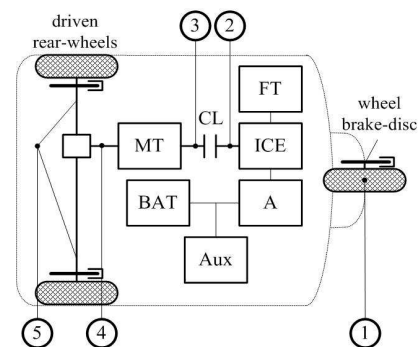 driven
rear-wheels
3
2
FT
CL
wheel
brake-disc
MT
ICE
BAT
A
Aux
5
4
1